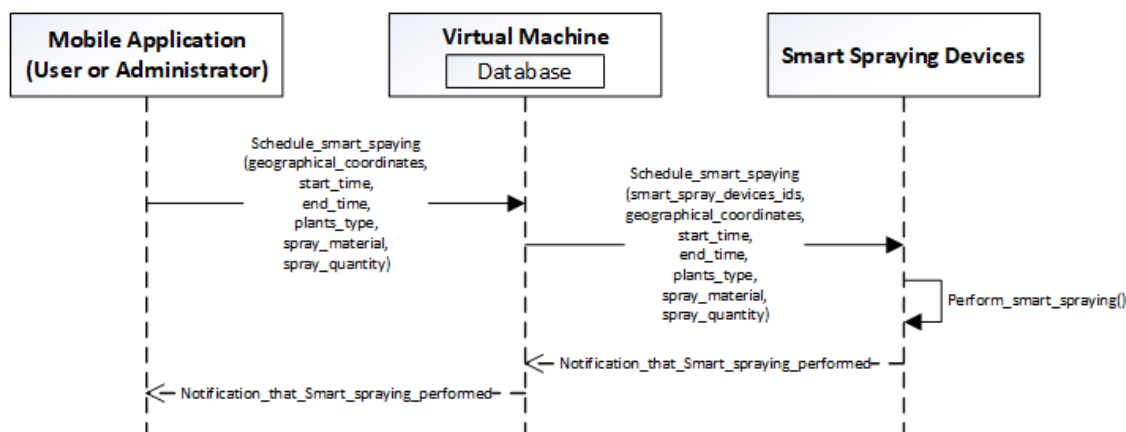 Mobile Application
(User or Administrator)
Virtual Machine
Database
Smart Spraying Devices
Schedule_smart_spaying
(geographical_coordinates,
start_time,
end_time,
plants_type,
spray_material,
spray_quantity)
Schedule_smart_spaying
(smart_spray_devices_ids,
geographical_coordinates,
start_time,
end_time,
plants_type,
spray_material,
spray_quantity)
Perform_smart_spraying()
Notification_that_Smart_spraying_performed
Notification_that_Smart_spraying_performed